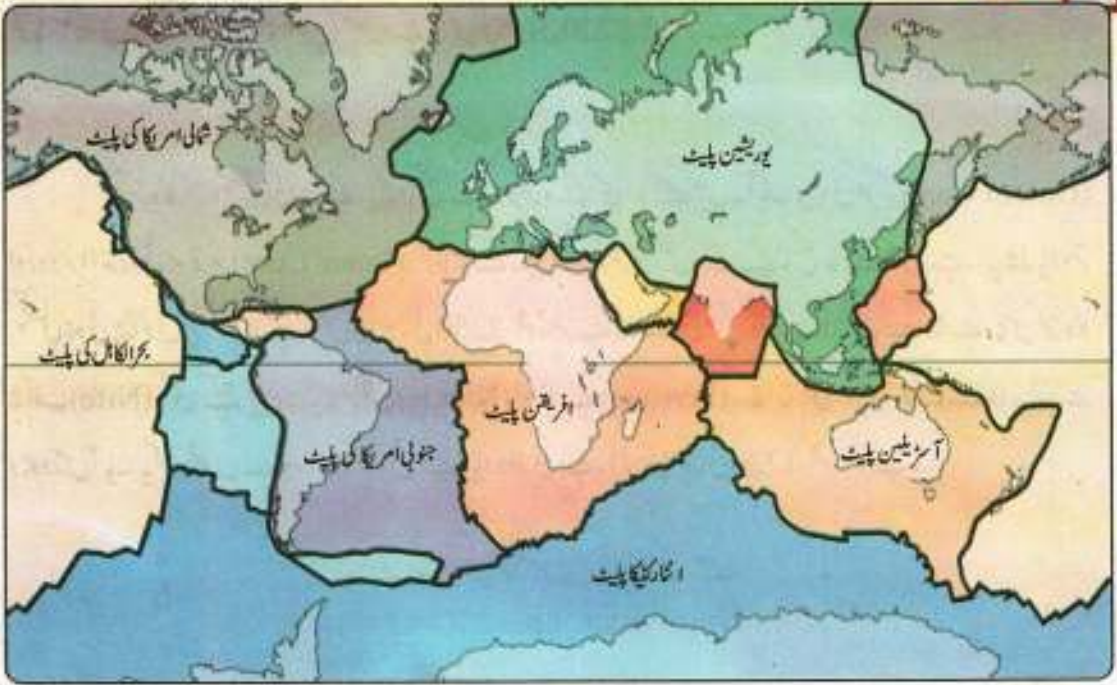 شمالی امریکا کی پلیٹ
یوریشین پلیٹ
بحرالکاہل کی پلیٹ
افریقن پلیٹ
جنوبی امریکا کی پلیٹ
آسٹریلین پلیٹ
انٹارکٹیکا پلیٹ